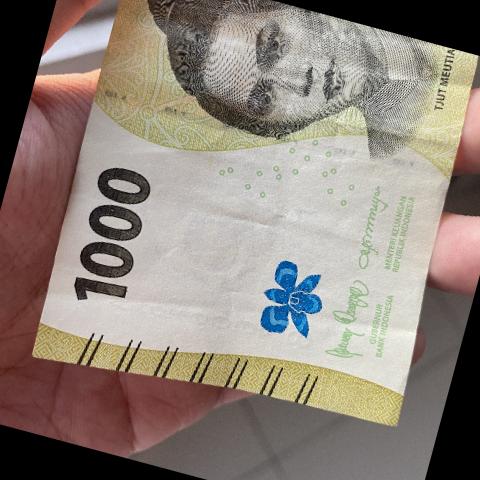 TJUT MEUTIA
1000
MENTERI KEUANGAN
REPUBLIK INDONESIA
GUBERNUR
BANK INDONESIA